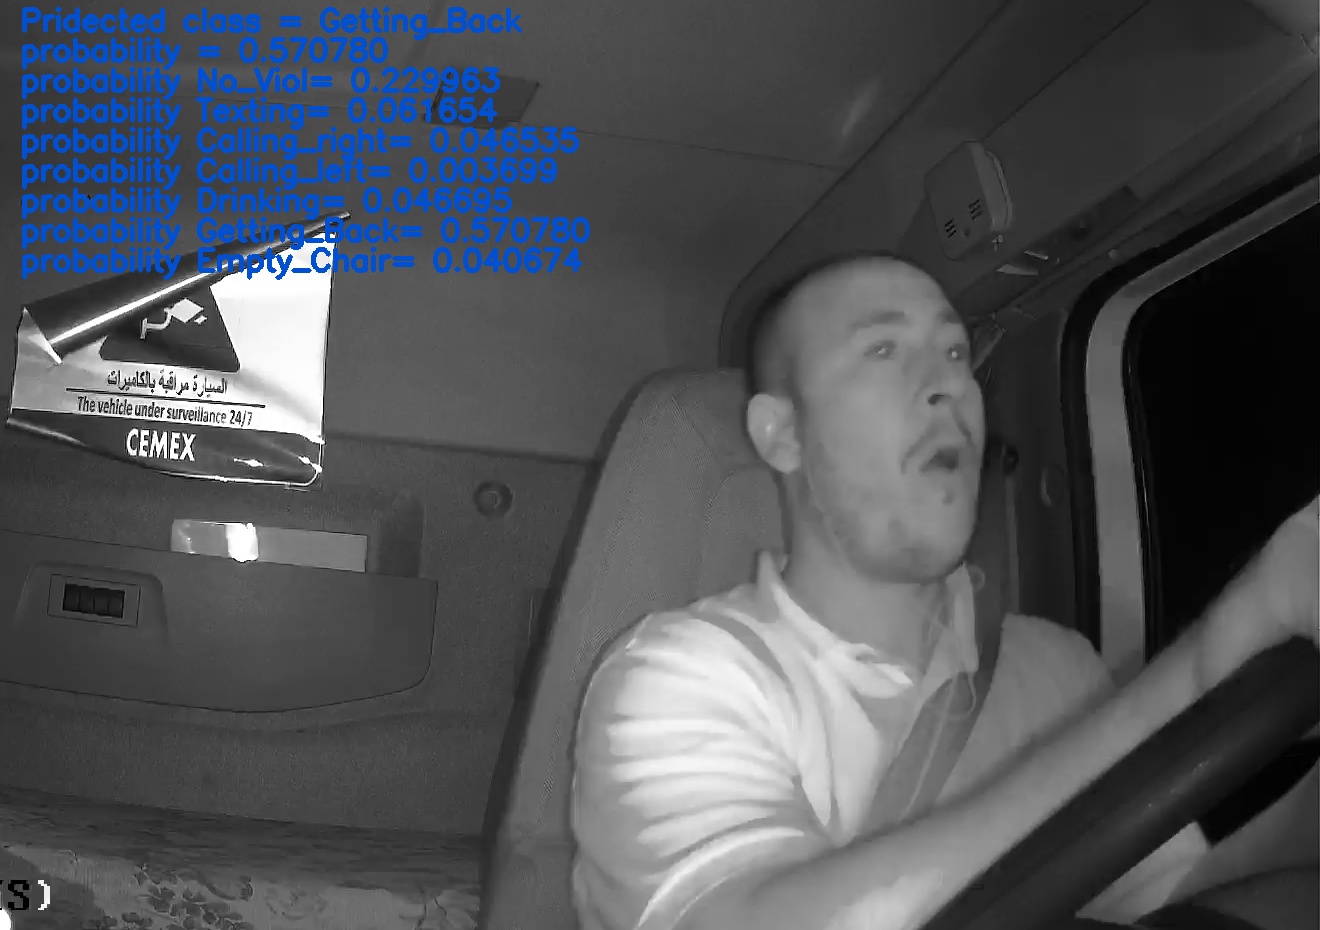 Pridected class = Getting_Back
probability = 0.570780
probability No_Viol= 0.229963
probability Texting= 0.061654
probability Calling_right= 0.046535
probability Calling_left= 0.003699
probability Drinking= 0.046695
probability Getting_Back= 0.570780
probability Empty_Chair= 0.040674
السيارة مراقبة بالكاميرات
The vehicle under surveillance 24/7
CEMEX
S)